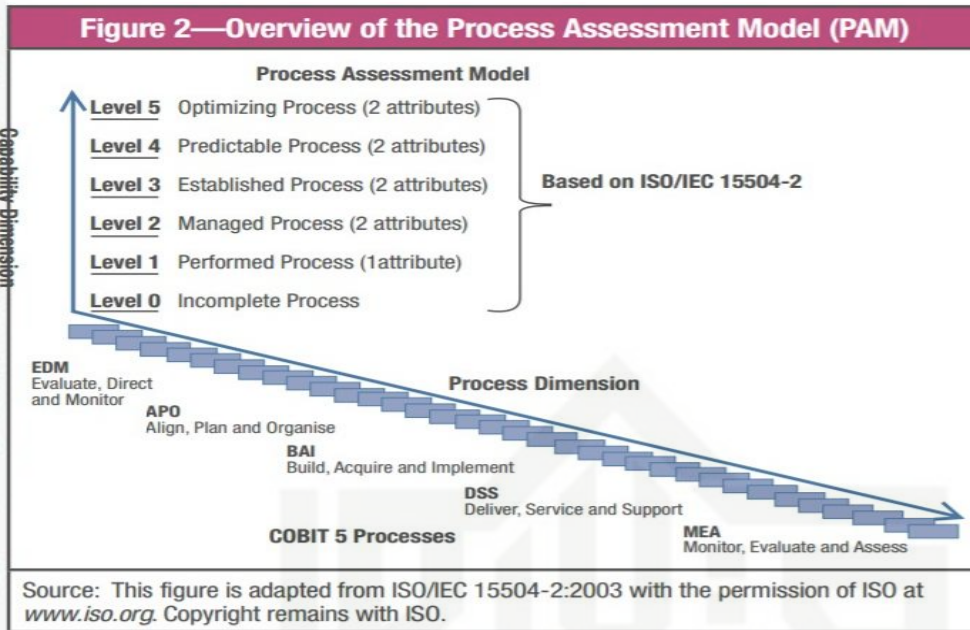 Figure 2—Overview of the Process Assessment Model (PAM)
Process Assessment Model
Capability Dimension
Level 5 Optimizing Process (2 attributes)
Level 4 Predictable Process (2 attributes)
Level 3 Established Process (2 attributes)
Based on ISO/IEC 15504-2
Level 2 Managed Process (2 attributes)
Level 1 Performed Process (1attribute)
Level 0 Incomplete Process
Process Dimension
EDM
Evaluate, Direct
and Monitor
APO
Align, Plan and Organise
BAI
Build, Acquire and Implement
DSS
Deliver, Service and Support
MEA
Monitor, Evaluate and Assess
COBIT 5 Processes
Source: This figure is adapted from ISO/IEC 15504-2:2003 with the permission of ISO at
www.iso.org. Copyright remains with ISO.